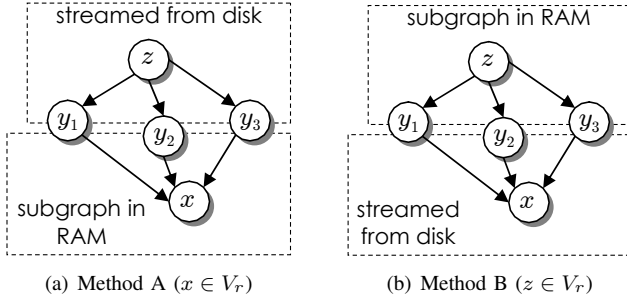 streamed from disk
z
y1 y2 y3
x
subgraph in
RAM
(a) Method A (x ∈ Vr)
subgraph in RAM
z
y1 y2 y3
x
streamed
from disk
(b) Method B (z ∈ Vr)